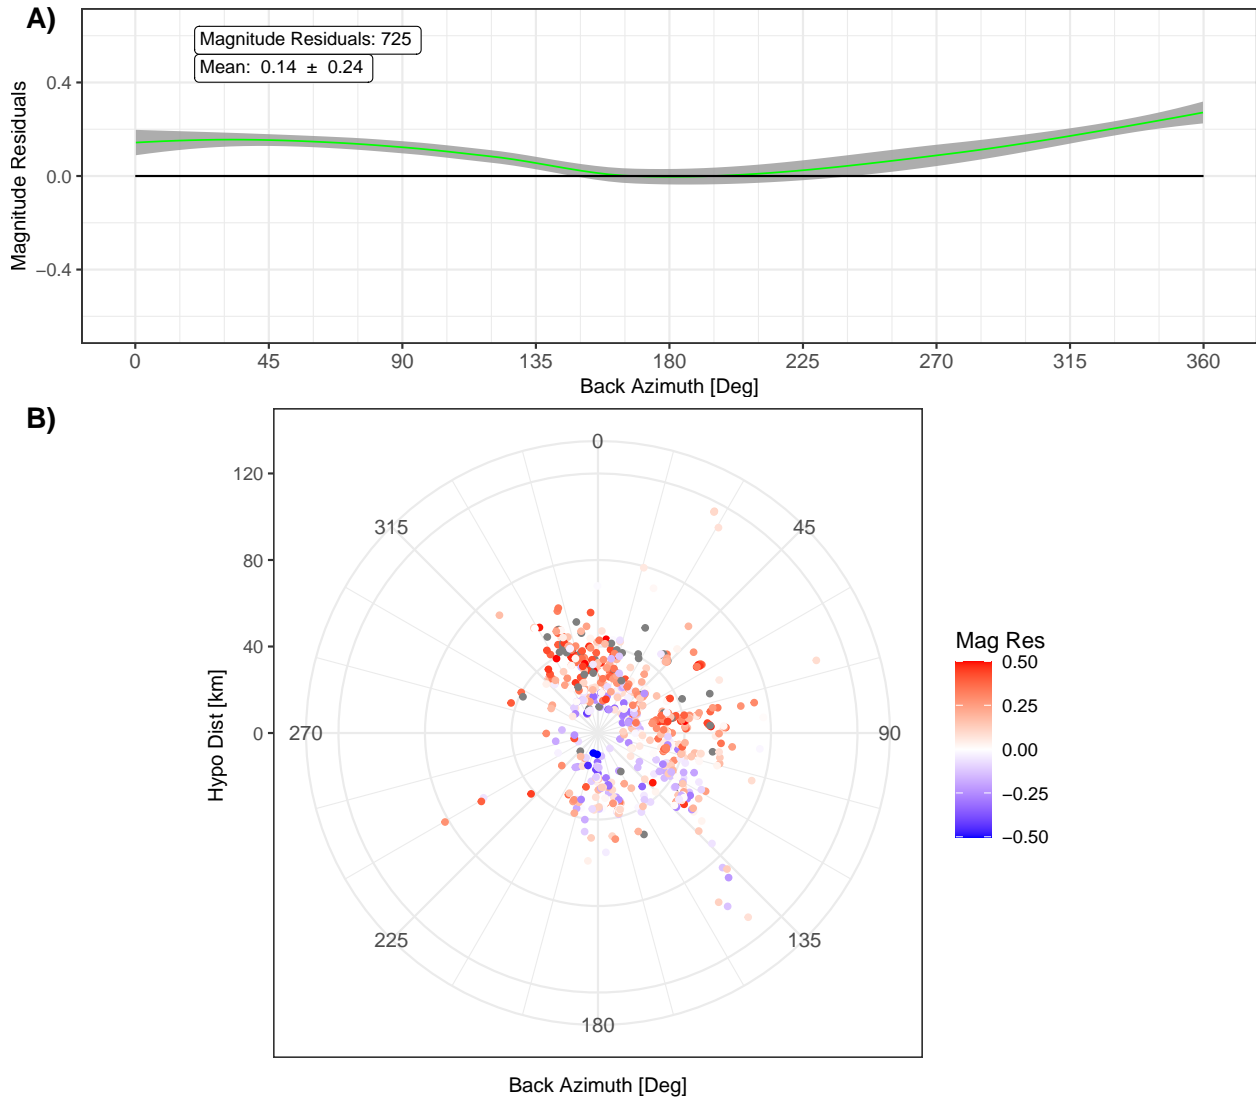 A)
Magnitude Residuals: 725
Mean:  0.14  ±  0.24
0.4
0.0
−0.4
Magnitude Residuals
0 45 90 135 180 225 270 315 360
Back Azimuth [Deg]
B)
0
45
90
135
180
225
270
315
120
80
40
0
Hypo Dist [km]
Back Azimuth [Deg]
Mag Res
0.50
0.25
0.00
−0.25
−0.50